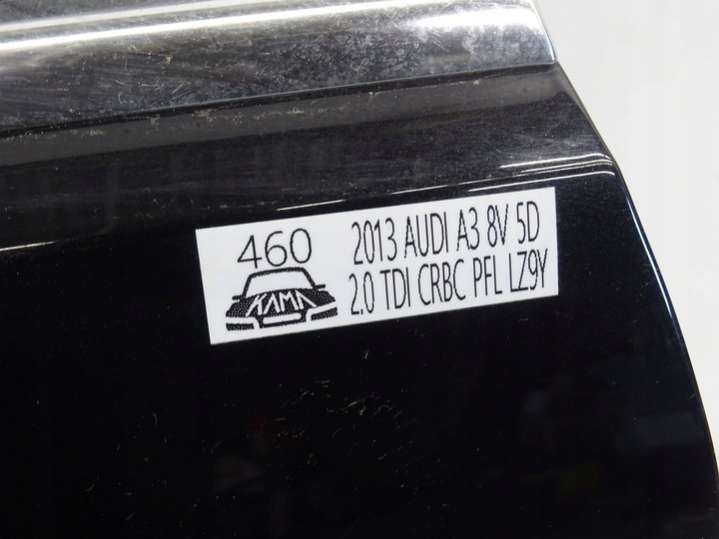 460
KAMA
2013 AUDI A3 8V 5D
2.0 TDI CRBC PFL LZ9Y